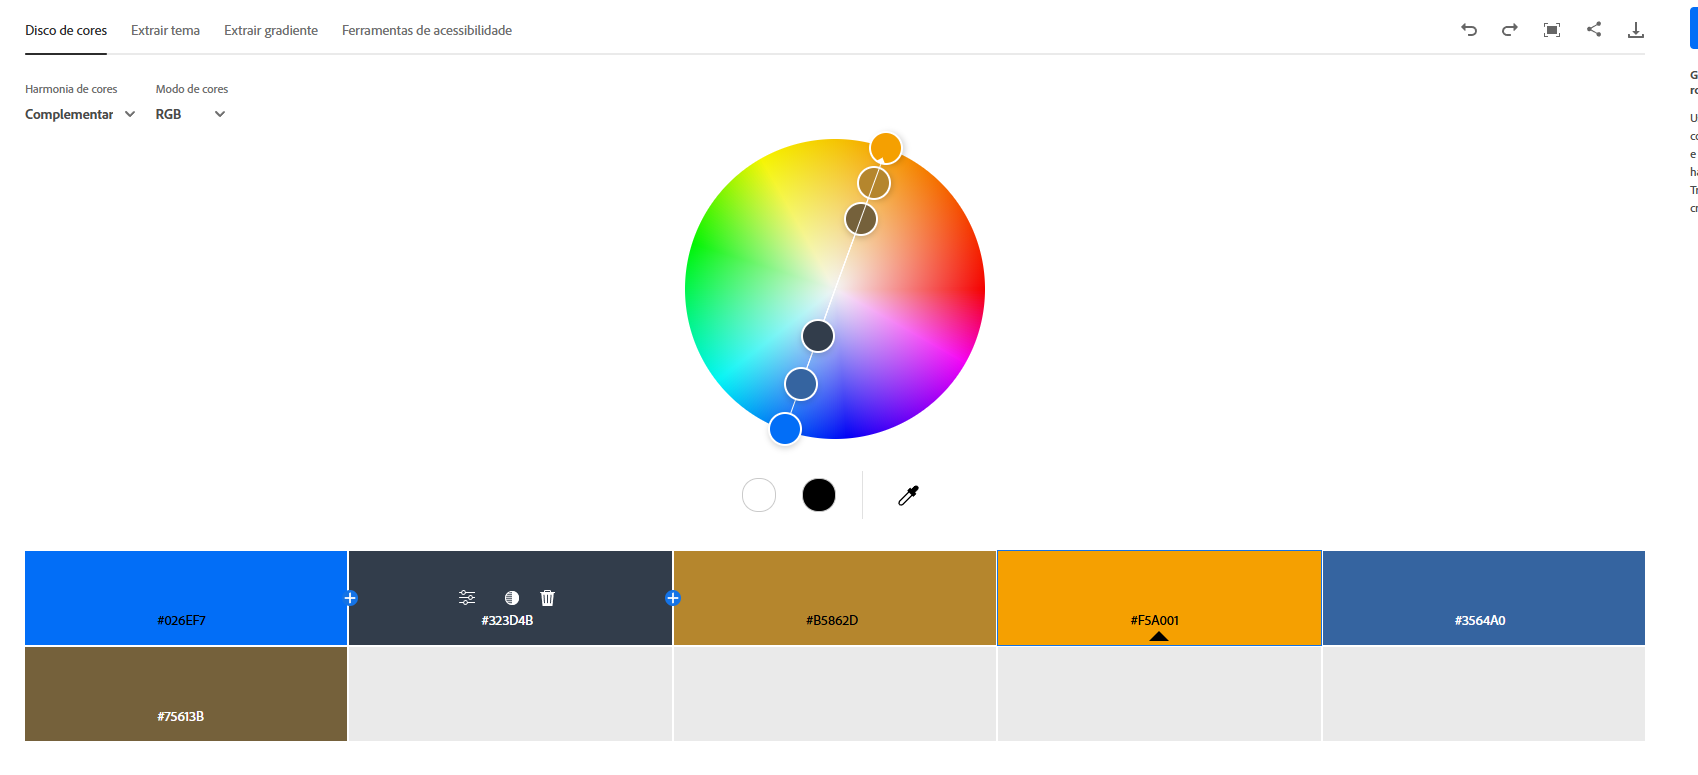 Disco de cores
Extrair tema
Extrair gradiente
Ferramentas de acessibilidade
Harmonia de cores
Modo de cores
Complementar
RGB
#026EF7
#323D4B
#B5862D
#F5A001
#3564A0
#75613B